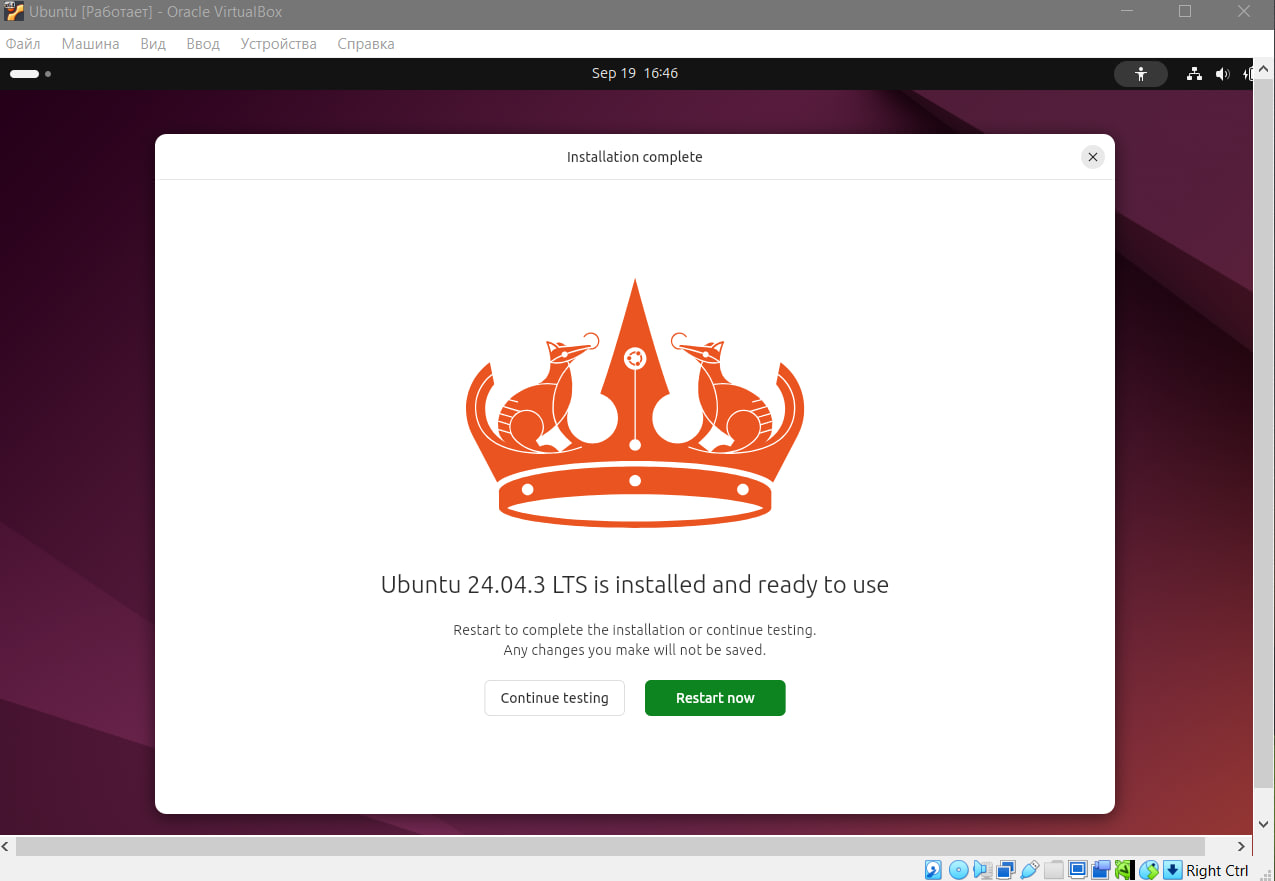 Ubuntu [Работает] - Oracle VirtualBox
Файл Машина Вид Ввод Устройства Справка
Sep 19 16:46
Installation complete
Ubuntu 24.04.3 LTS is installed and ready to use
Restart to complete the installation or continue testing.
Any changes you make will not be saved.
Continue testing Restart now
Right Ctrl